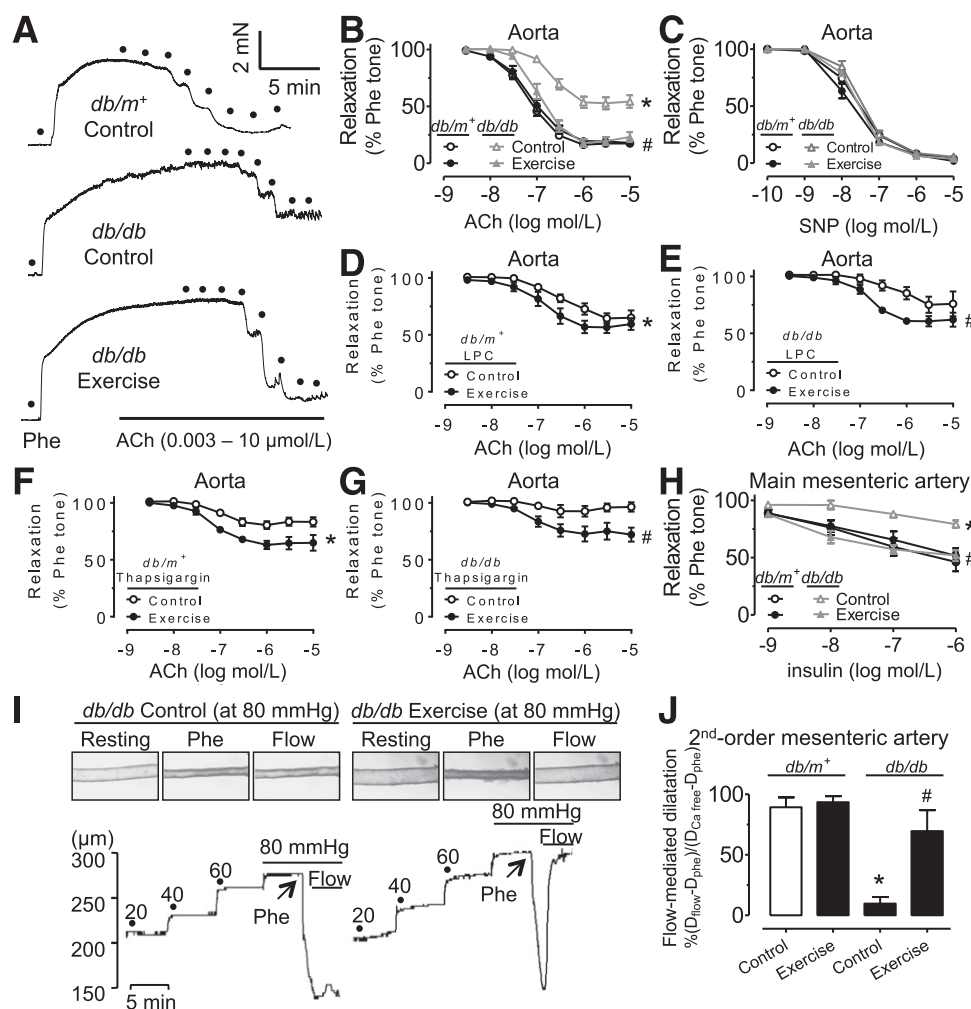 A
2 mN
5 min
db/m+
Control
db/db
Control
db/db
Exercise
Phe
ACh (0.003 – 10 µmol/L)
B
Aorta
Relaxation
(% Phe tone)
100
50
0
db/m+ db/db
Control
Exercise
*
#
-9 -8 -7 -6 -5
ACh (log mol/L)
C
Aorta
Relaxation
(% Phe tone)
100
50
0
db/m+ db/db
Control
Exercise
-10 -9 -8 -7 -6 -5
SNP (log mol/L)
D
Aorta
Relaxation
(% Phe tone)
100
50
0
db/m+
LPC
Control
Exercise
*
-9 -8 -7 -6 -5
ACh (log mol/L)
E
Aorta
Relaxation
(% Phe tone)
100
50
0
db/db
LPC
Control
Exercise
#
-9 -8 -7 -6 -5
ACh (log mol/L)
F
Aorta
Relaxation
(% Phe tone)
100
50
0
db/m+
Thapsigargin
Control
Exercise
*
-9 -8 -7 -6 -5
ACh (log mol/L)
G
Aorta
Relaxation
(% Phe tone)
100
50
0
db/db
Thapsigargin
Control
Exercise
#
-9 -8 -7 -6 -5
ACh (log mol/L)
H
Main mesenteric artery
Relaxation
(% Phe tone)
100
50
0
db/m+ db/db
Control
Exercise
*
#
-9 -8 -7 -6
insulin (log mol/L)
I
db/db Control (at 80 mmHg) db/db Exercise (at 80 mmHg)
Resting Phe Flow Resting Phe Flow
(µm)
300
250
200
150
20
40
60
80 mmHg
Flow
Phe
5 min
20
40
60
80 mmHg
Flow
Phe
J
2nd-order mesenteric artery
db/m+ db/db
Flow-mediated dilatation
%(Dflow-Dphe)/(DCa free-Dphe)
100
50
0
*
#
Control Exercise Control Exercise